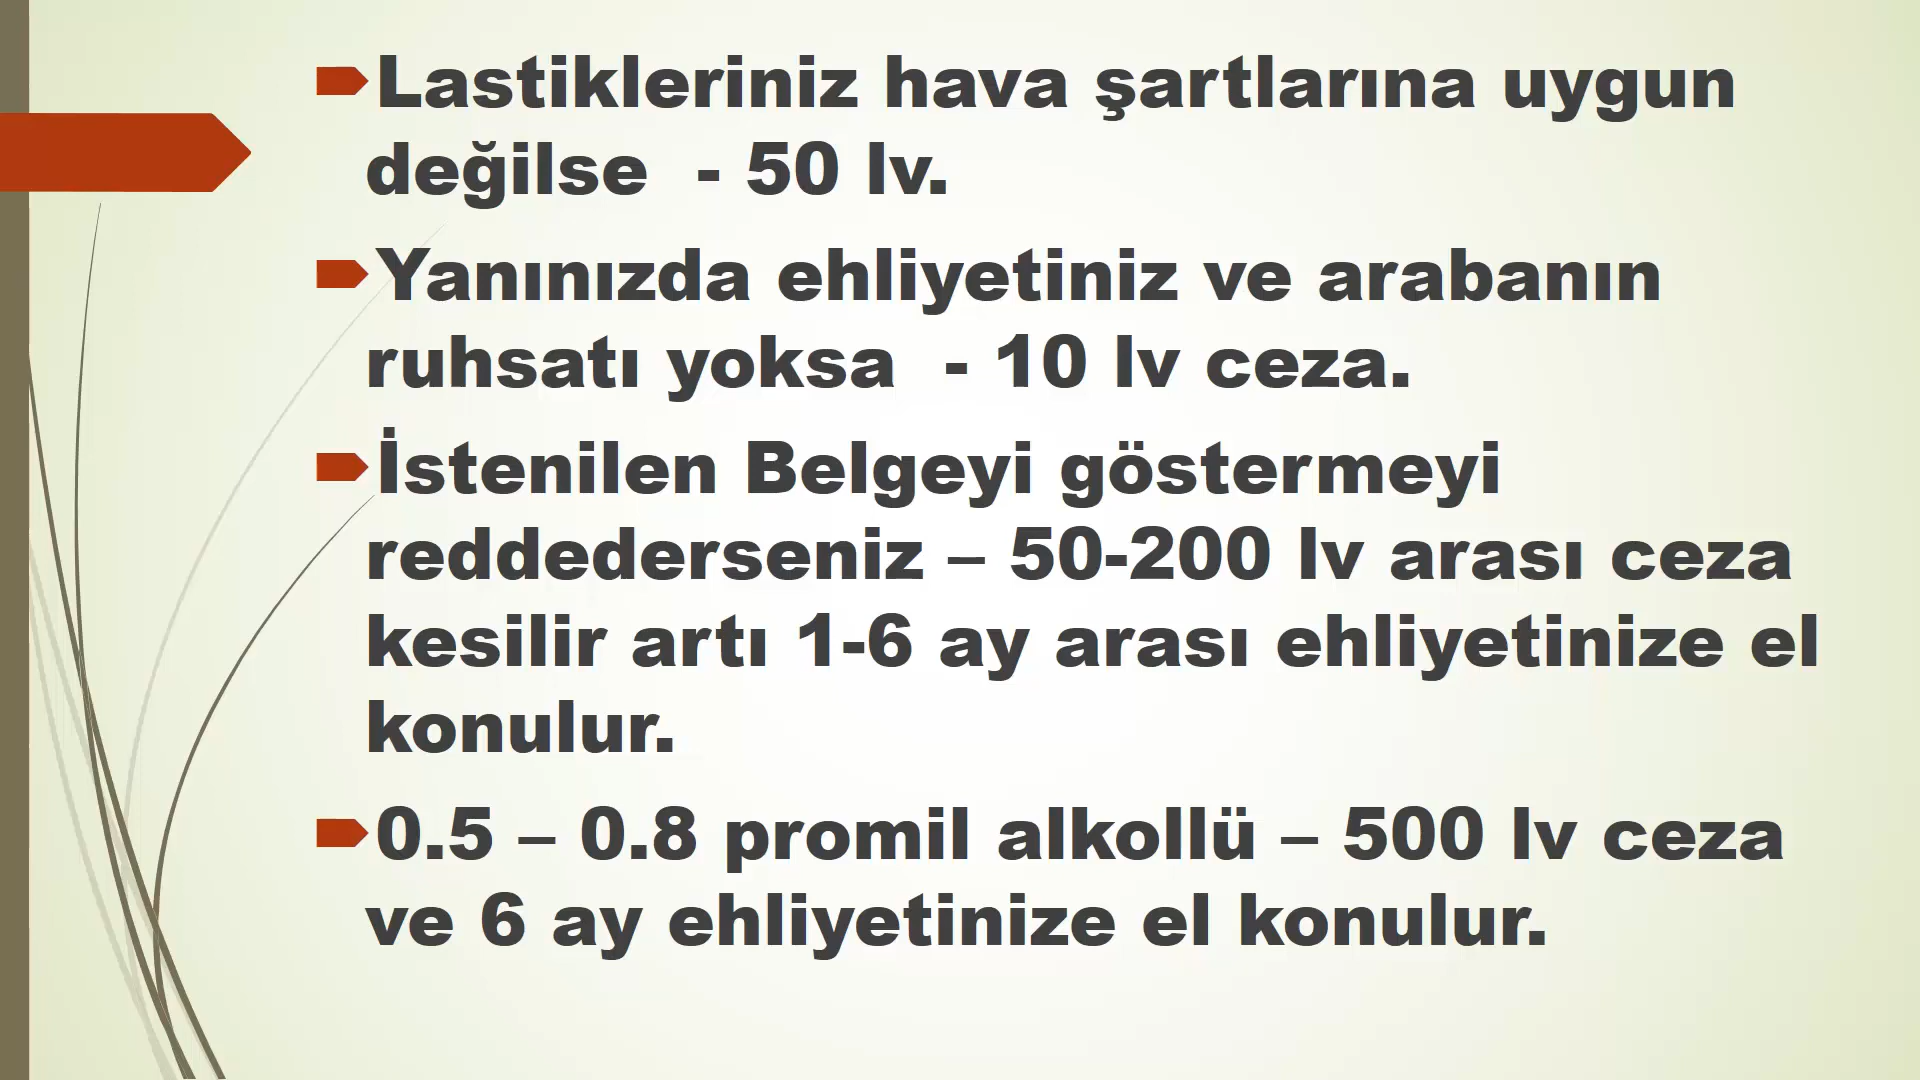 Lastikleriniz hava şartlarına uygun
değilse  - 50 lv.
Yanınızda ehliyetiniz ve arabanın
ruhsatı yoksa  - 10 lv ceza.
İstenilen Belgeyi göstermeyi
reddederseniz – 50-200 lv arası ceza
kesilir artı 1-6 ay arası ehliyetinize el
konulur.
0.5 – 0.8 promil alkollü – 500 lv ceza
ve 6 ay ehliyetinize el konulur.